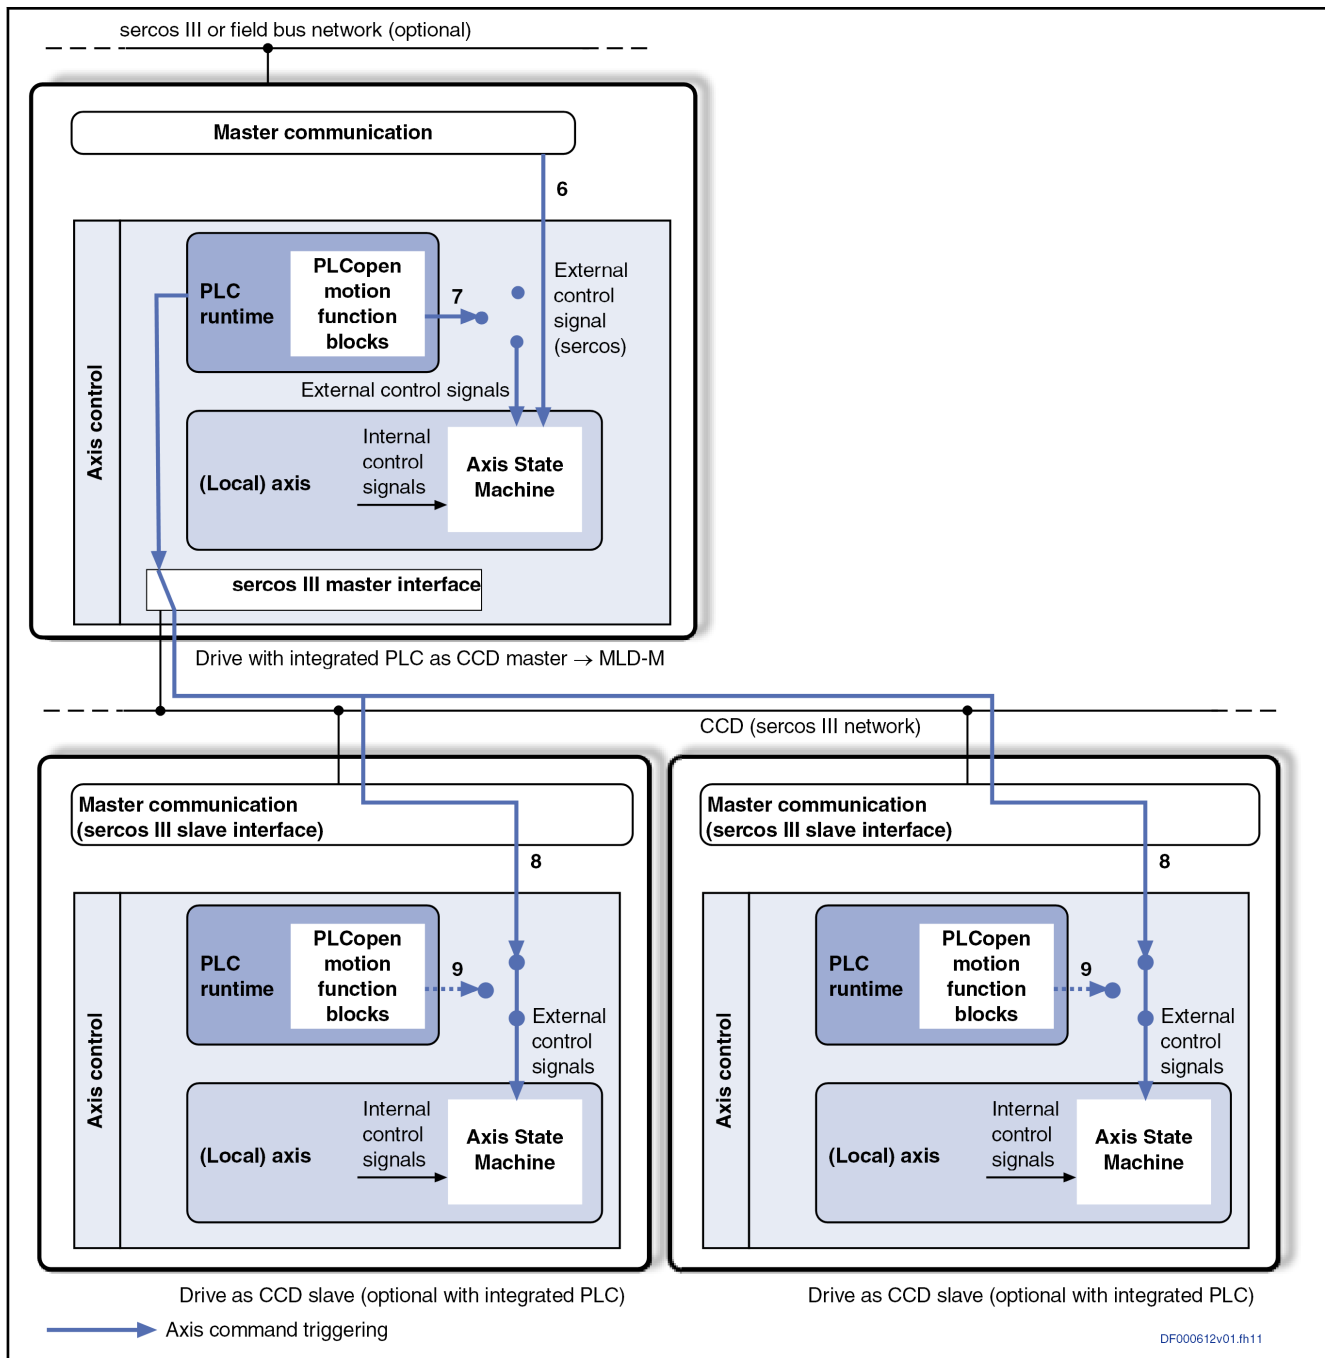 sercos III or field bus network (optional)
Master communication
6
PLC
runtime
PLCopen
motion
function
blocks
7
External
control
signal
(sercos)
External control signals
Axis control
(Local) axis
Internal
control
signals
Axis State
Machine
sercos III master interface
Drive with integrated PLC as CCD master → MLD-M
CCD (sercos III network)
Master communication
(sercos III slave interface)
8
PLC
runtime
PLCopen
motion
function
blocks
9
External
control
signals
Axis control
(Local) axis
Internal
control
signals
Axis State
Machine
Drive as CCD slave (optional with integrated PLC)
Master communication
(sercos III slave interface)
8
PLC
runtime
PLCopen
motion
function
blocks
9
External
control
signals
Axis control
(Local) axis
Internal
control
signals
Axis State
Machine
Drive as CCD slave (optional with integrated PLC)
Axis command triggering
DF000612v01.fh11